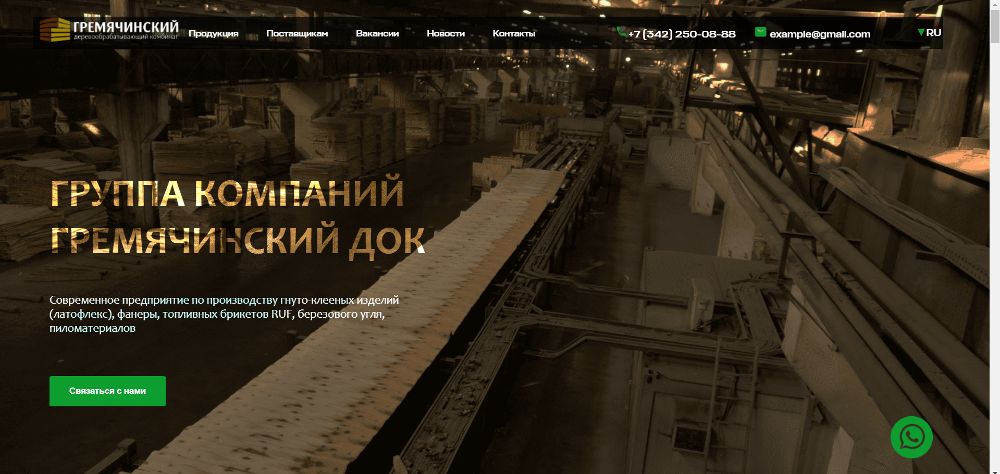 ГРЕМЯЧИНСКИЙ
деревообрабатывающий комбинат
Продукция
Поставщикам
Вакансии
Новости
Контакты
+7 (342) 250-08-88
example@gmail.com
▼RU
ГРУППА КОМПАНИЙ
ГРЕМЯЧИНСКИЙ ДОК
Современное предприятие по производству гнуто-клееных изделий
(латофлекс), фанеры, топливных брикетов RUF, березового угля,
пиломатериалов
Связаться с нами